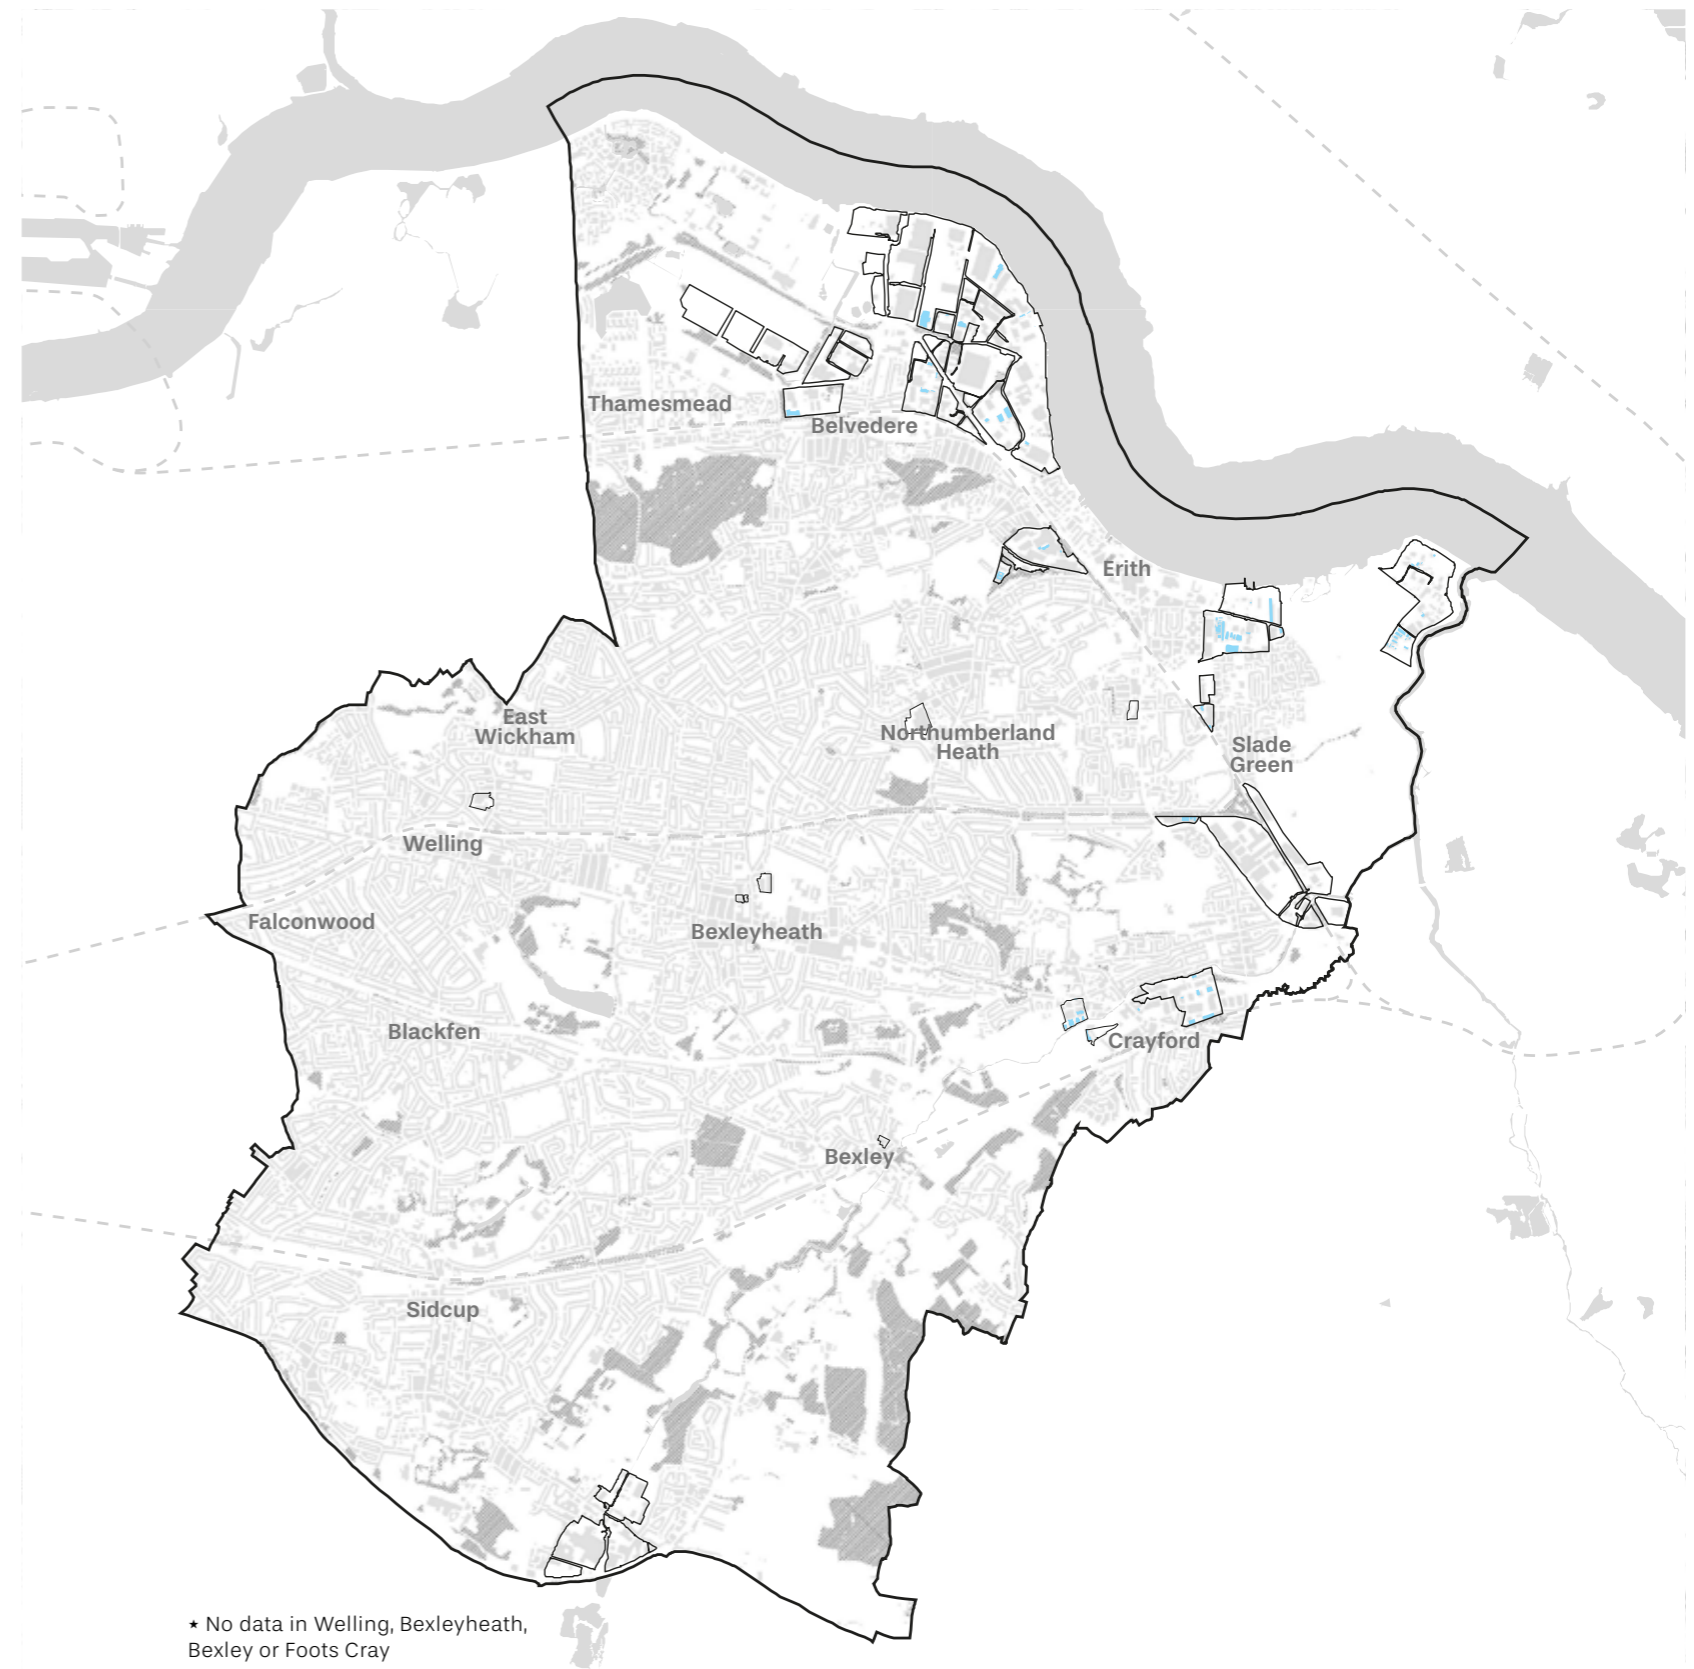 Thamesmead
Belvedere
Erith
East
Wickham
Northumberland
Heath
Slade
Green
Welling
Falconwood
Bexleyheath
Blackfen
Crayford
Bexley
Sidcup
★ No data in Welling, Bexleyheath,
Bexley or Foots Cray